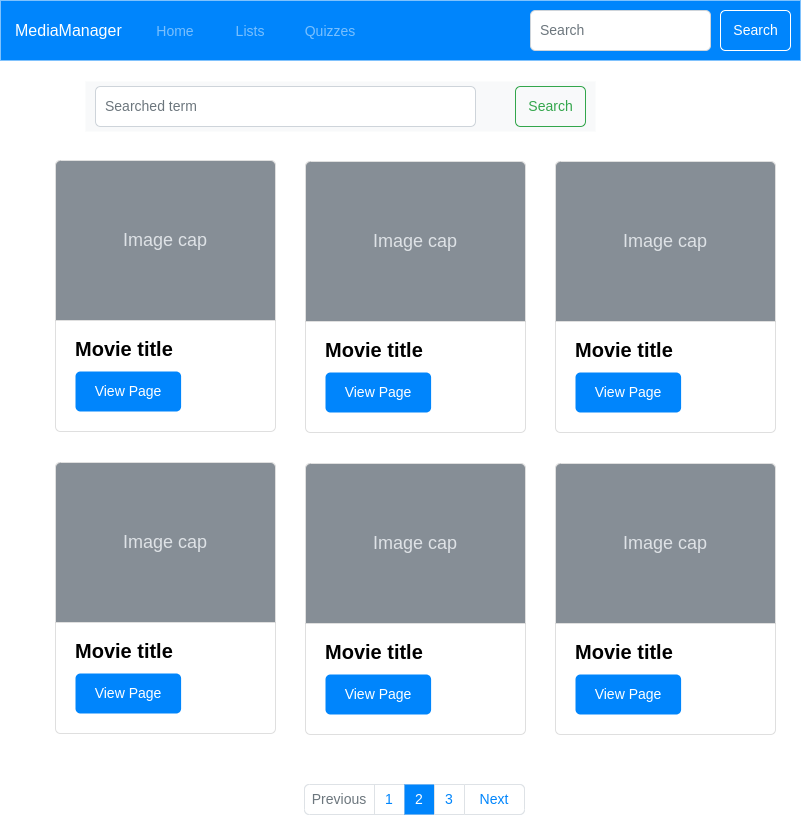 MediaManager Home Lists Quizzes Search Search
Searched term Search
Image cap Image cap Image cap
Movie title Movie title Movie title
View Page View Page View Page
Image cap Image cap Image cap
Movie title Movie title Movie title
View Page View Page View Page
Previous 1 2 3 Next